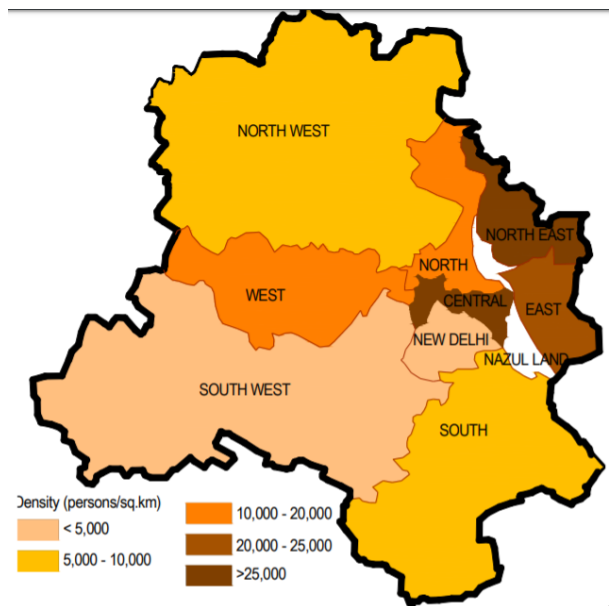 NORTH WEST
NORTH EAST
NORTH
WEST
CENTRAL
EAST
NEW DELHI
NAZUL LAND
SOUTH WEST
SOUTH
Density (persons/sq.km)
< 5,000
5,000 - 10,000
10,000 - 20,000
20,000 - 25,000
>25,000